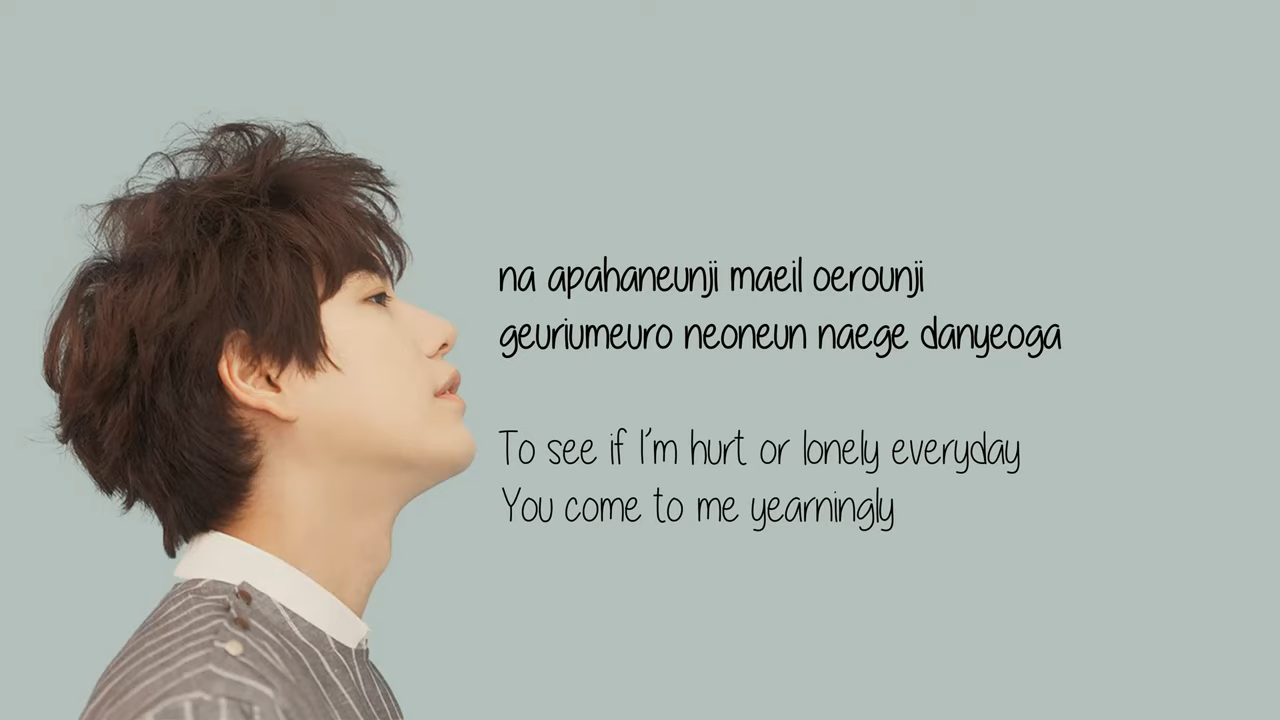 na apahaneunji maeil oerounji
geuriumeuro neoneun naege danyeoga
To see if I'm hurt or lonely everyday
You come to me yearningly